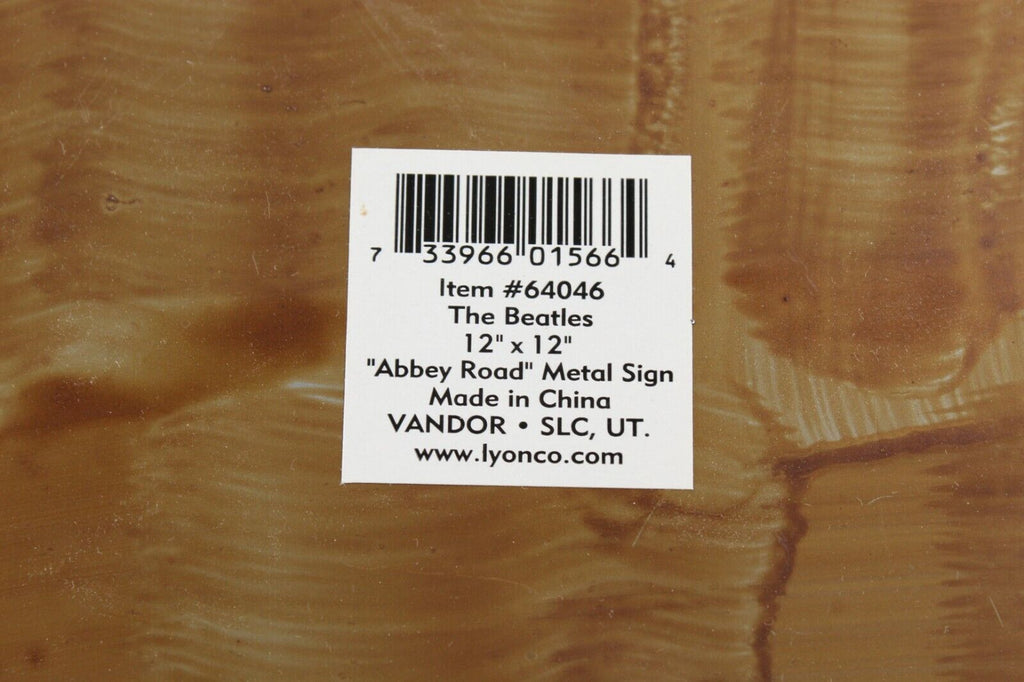 7 33966 01566 4
Item #64046
The Beatles
12" x 12"
"Abbey Road" Metal Sign
Made in China
VANDOR • SLC, UT.
www.lyonco.com